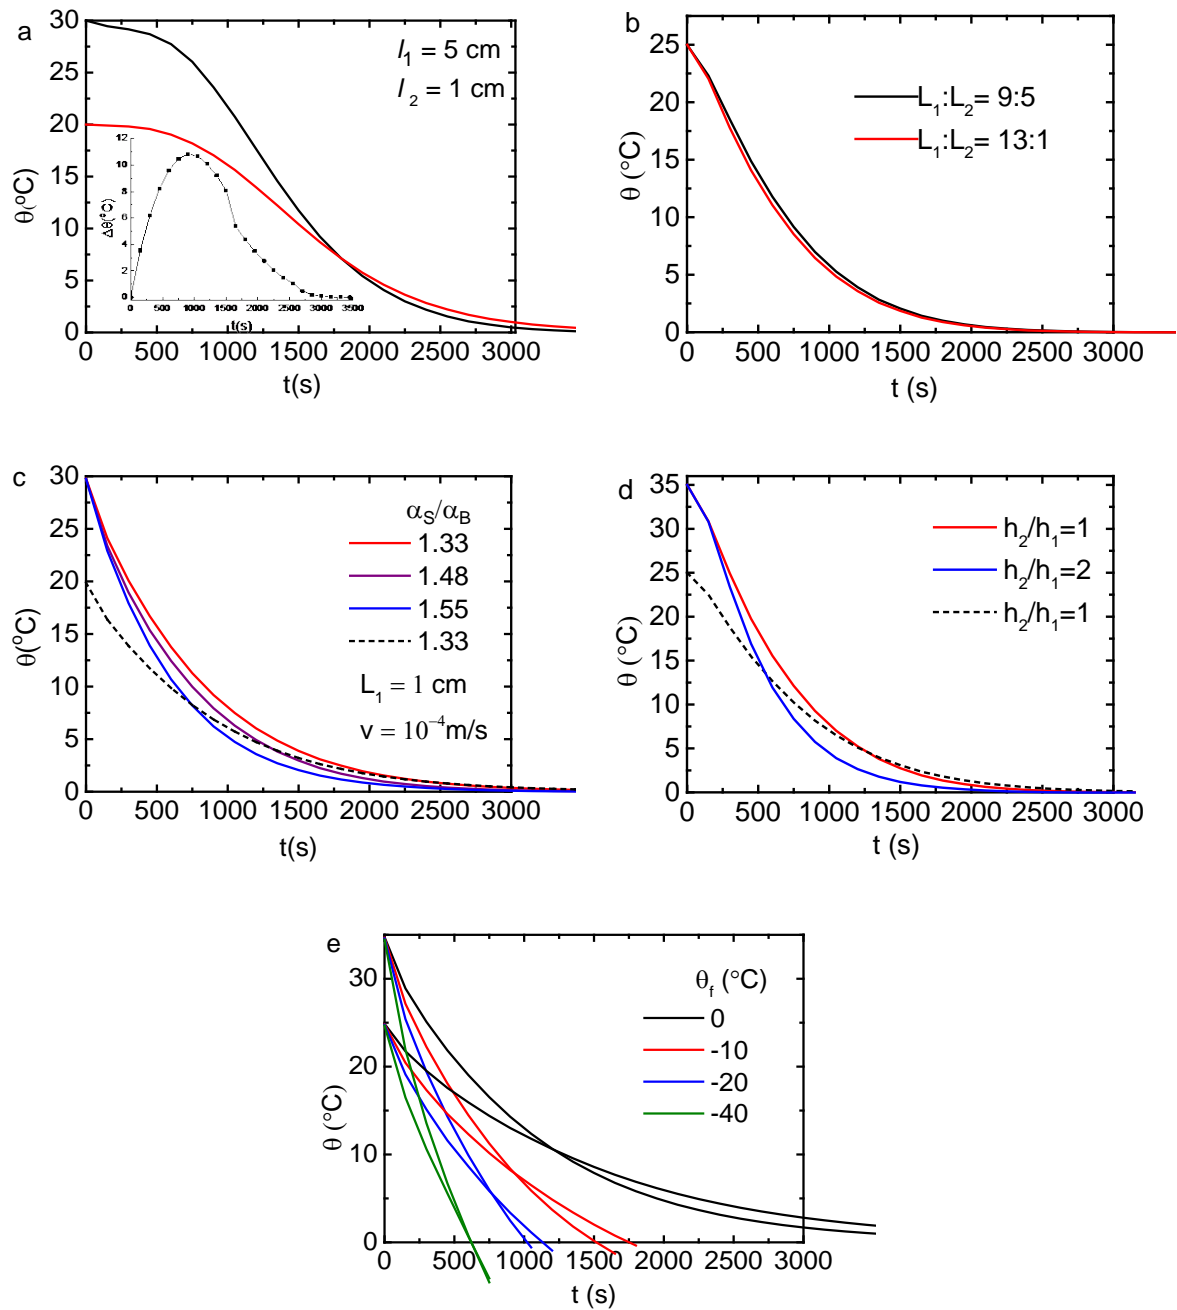 a
30
25
20
15
10
5
0
θ(°C)
l₁ = 5 cm
l₂ = 1 cm
12
10
8
6
4
2
0
Δθ(°C)
0 500 1000 1500 2000 2500 3000 3500
t(s)
0 500 1000 1500 2000 2500 3000
t(s)
b
25
20
15
10
5
0
θ (°C)
L₁:L₂= 9:5
L₁:L₂= 13:1
0 500 1000 1500 2000 2500 3000
t (s)
c
30
25
20
15
10
5
0
θ(°C)
α_S/α_B
1.33
1.48
1.55
1.33
L₁ = 1 cm
v = 10⁻⁴m/s
0 500 1000 1500 2000 2500 3000
t(s)
d
35
30
25
20
15
10
5
0
θ (°C)
h₂/h₁=1
h₂/h₁=2
h₂/h₁=1
0 500 1000 1500 2000 2500 3000
t (s)
e
30
20
10
0
θ (°C)
θ_f (°C)
0
-10
-20
-40
0 500 1000 1500 2000 2500 3000
t (s)